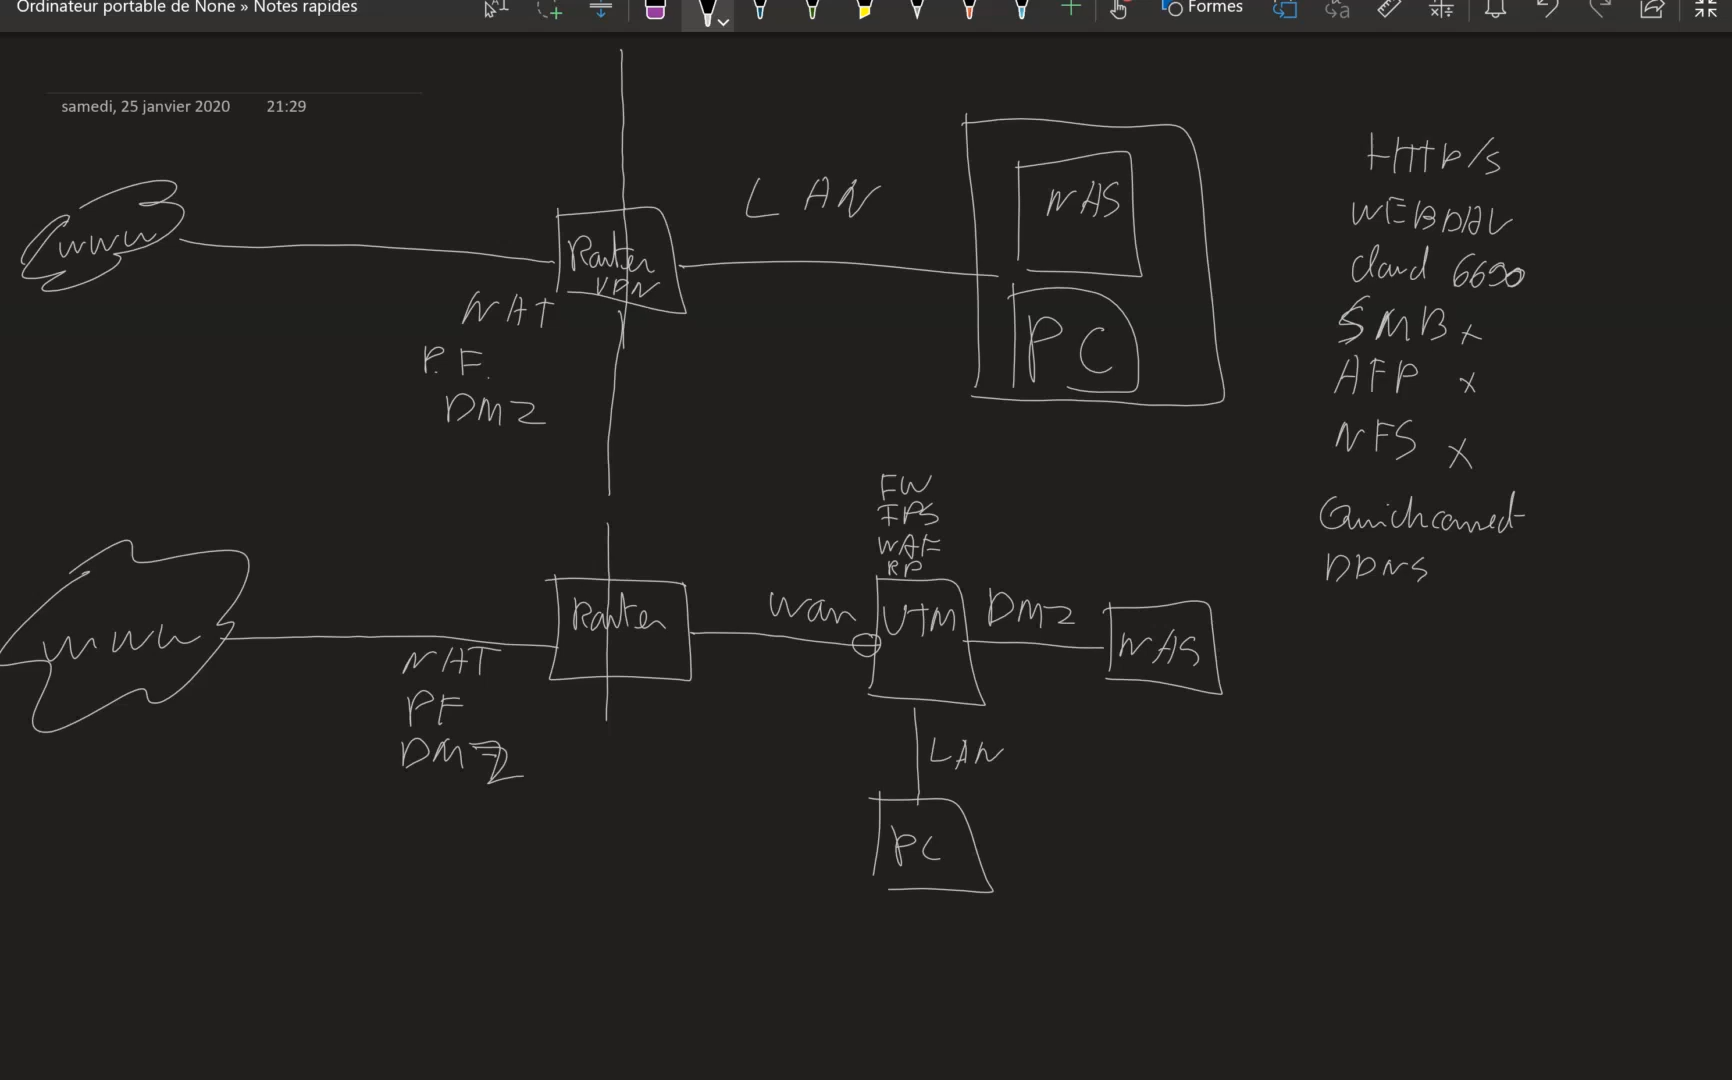 Ordinateur portable de None » Notes rapides
Formes
samedi, 25 janvier 2020 21:29
www
Router
VPN
NAT
P.F.
DMZ
LAN
NAS
PC
HTTP/s
WEBDAV
Cloud 6690
SMB x
AFP x
NFS x
Quickconnect
DDNS
www
NAT
PF
DMZ
Router
wan
FW
IPS
WAF
RP
UTM
DMZ
NAS
LAN
PC